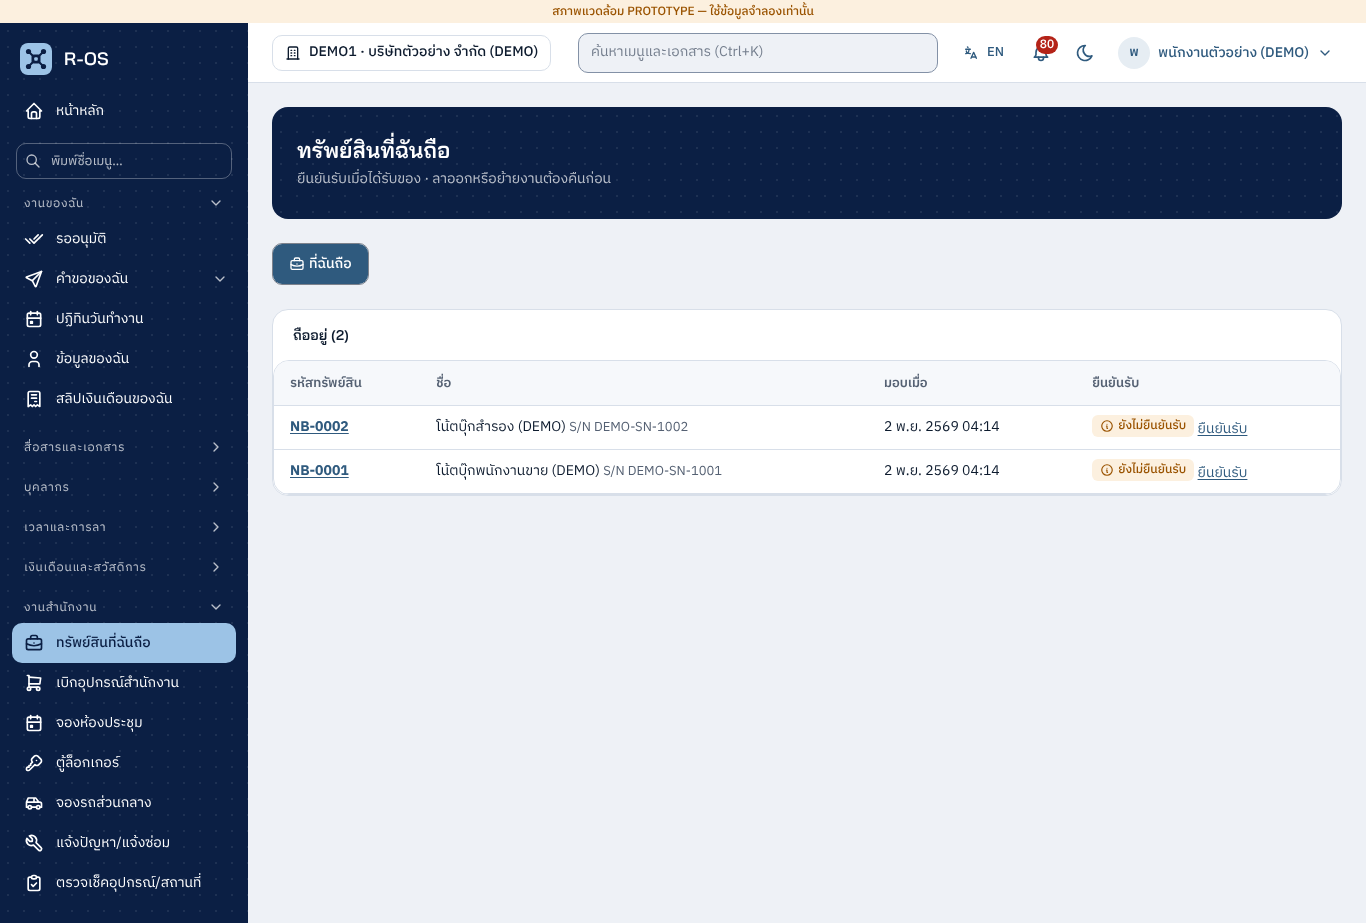 สภาพแวดล้อม PROTOTYPE — ใช้ข้อมูลจำลองเท่านั้น
R-OS
หน้าหลัก
พิมพ์ชื่อเมนู...
งานของฉัน
รออนุมัติ
คำขอของฉัน
ปฏิทินวันทำงาน
ข้อมูลของฉัน
สลิปเงินเดือนของฉัน
สื่อสารและเอกสาร
บุคลากร
เวลาและการลา
เงินเดือนและสวัสดิการ
งานสำนักงาน
ทรัพย์สินที่ฉันถือ
เบิกอุปกรณ์สำนักงาน
จองห้องประชุม
ตู้ล็อกเกอร์
จองรถส่วนกลาง
แจ้งปัญหา/แจ้งซ่อม
ตรวจเช็คอุปกรณ์/สถานที่
DEMO1 · บริษัทตัวอย่าง จำกัด (DEMO)
ค้นหาเมนูและเอกสาร (Ctrl+K)
EN
80
พ
พนักงานตัวอย่าง (DEMO)
ทรัพย์สินที่ฉันถือ
ยืนยันรับเมื่อได้รับของ · ลาออกหรือย้ายงานต้องคืนก่อน
ที่ฉันถือ
ถืออยู่ (2)
รหัสทรัพย์สิน ชื่อ มอบเมื่อ ยืนยันรับ
NB-0002 โน้ตบุ๊กสำรอง (DEMO) S/N DEMO-SN-1002 2 พ.ย. 2569 04:14 ยังไม่ยืนยันรับ ยืนยันรับ
NB-0001 โน้ตบุ๊กพนักงานขาย (DEMO) S/N DEMO-SN-1001 2 พ.ย. 2569 04:14 ยังไม่ยืนยันรับ ยืนยันรับ